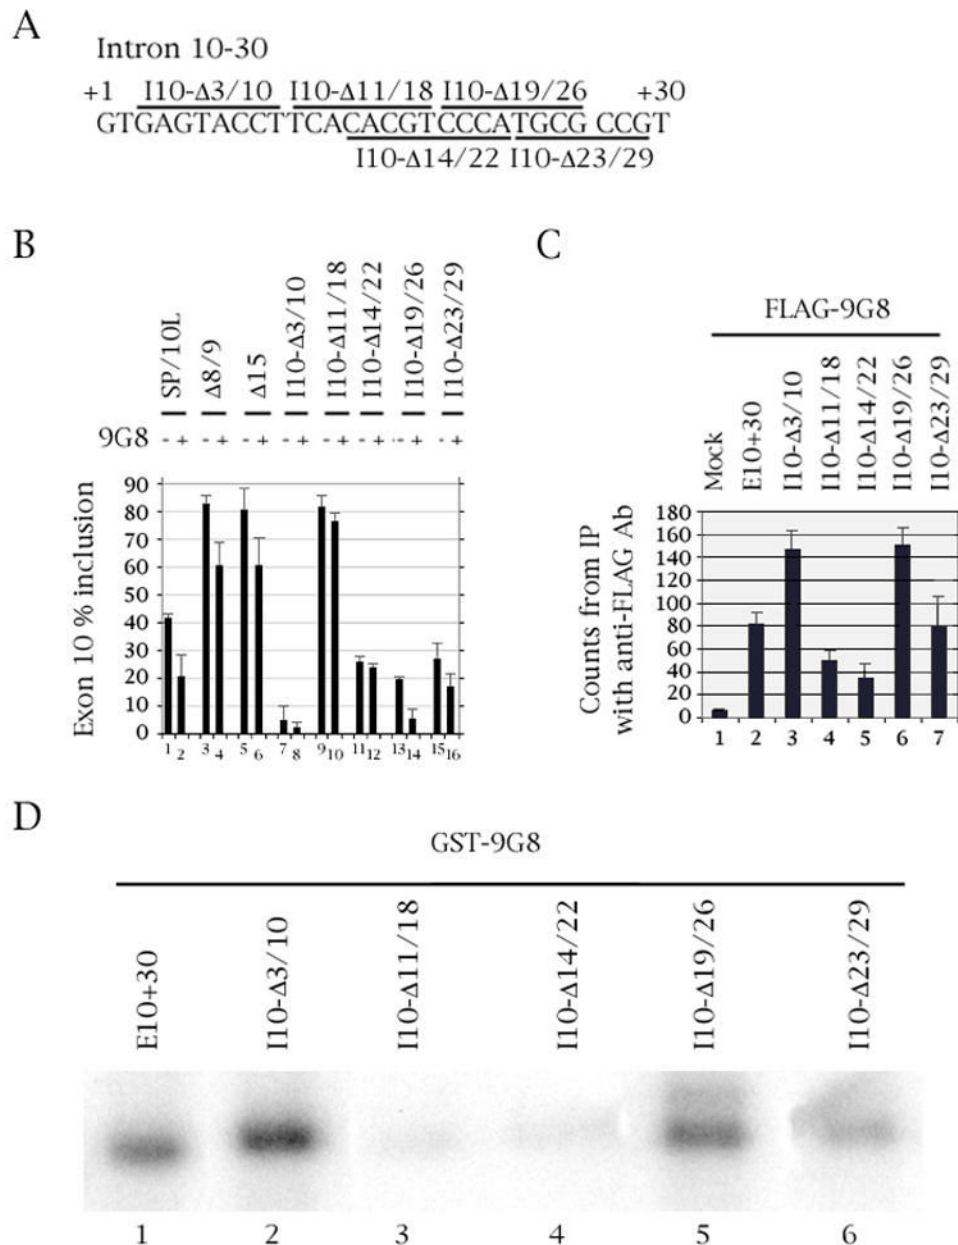 A
Intron 10-30
+1 I10-Δ3/10 I10-Δ11/18 I10-Δ19/26 +30
GTGAGTACCTTCACACGTCCCATGCG CCGT
I10-Δ14/22 I10-Δ23/29
B
SP/10L
Δ8/9
Δ15
I10-Δ3/10
I10-Δ11/18
I10-Δ14/22
I10-Δ19/26
I10-Δ23/29
9G8 - + - + - + - + - + - + - + - +
Exon 10 % inclusion
90
80
70
60
50
40
30
20
10
0
1 2 3 4 5 6 7 8 9 10 11 12 13 14 15 16
C
FLAG-9G8
Mock
E10+30
I10-Δ3/10
I10-Δ11/18
I10-Δ14/22
I10-Δ19/26
I10-Δ23/29
Counts from IP
with anti-FLAG Ab
180
160
140
120
100
80
60
40
20
0
1 2 3 4 5 6 7
D
GST-9G8
E10+30
I10-Δ3/10
I10-Δ11/18
I10-Δ14/22
I10-Δ19/26
I10-Δ23/29
1 2 3 4 5 6